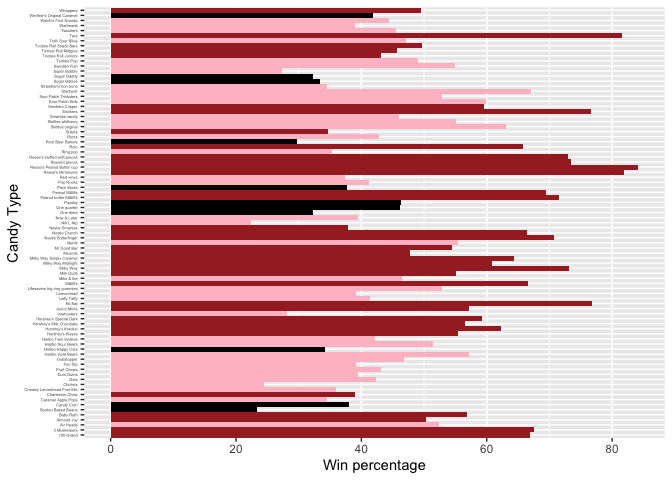 Whoppers
Werther's Original Caramel
Welch's Fruit Snacks
Warheads
Twizzlers
Twix
Trolli Sour Bites
Tootsie Roll Snack Bars
Tootsie Roll Midgies
Tootsie Roll Juniors
Tootsie Pop
Swedish Fish
Super Bubble
Sugar Daddy
Sugar Babies
Strawberry bon bons
Starburst
Sour Patch Tricksters
Sour Patch Kids
Snickers Crisper
Snickers
Smarties candy
Skittles wildberry
Skittles original
Sixlets
Runts
Root Beer Barrels
Rolo
Ring pop
Reese's stuffed with pieces
Reese's pieces
Reese's Peanut Butter cup
Reese's Miniatures
Red vines
Pop Rocks
Pixie Sticks
Peanut M&Ms
Peanut butter M&M's
Payday
One quarter
One dime
Now & Later
Nik L Nip
Nestle Smarties
Nestle Crunch
Nestle Butterfinger
Nerds
Mr Good Bar
Mounds
Milky Way Simply Caramel
Milky Way Midnight
Milky Way
Milk Duds
Mike & Ike
M&M's
Lifesavers big ring gummies
Lemonhead
Laffy Taffy
Kit Kat
Junior Mints
Jawbusters
Hershey's Special Dark
Hershey's Milk Chocolate
Hershey's Krackel
Hershey's Kisses
Haribo Twin Snakes
Haribo Sour Bears
Haribo Happy Cola
Haribo Gold Bears
Gobstopper
Fun Dip
Fruit Chews
Dum Dums
Dots
Chiclets
Chewey Lemonhead Fruit Mix
Charleston Chew
Caramel Apple Pops
Candy Corn
Boston Baked Beans
Baby Ruth
Almond Joy
Air Heads
3 Musketeers
100 Grand
Candy Type
0 20 40 60 80
Win percentage